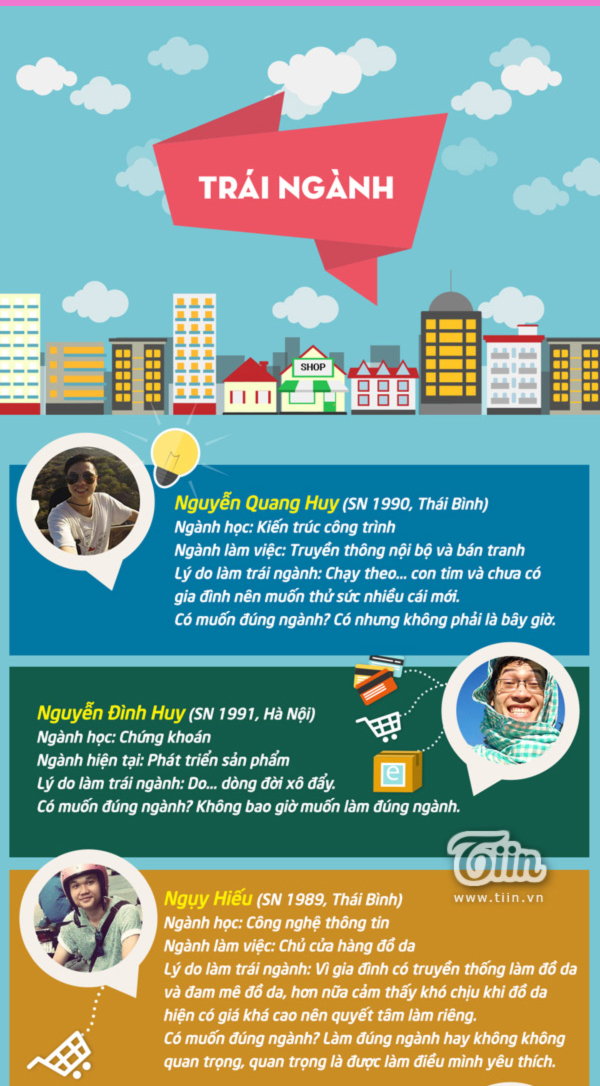 TRÁI NGÀNH
SHOP
Nguyễn Quang Huy (SN 1990, Thái Bình)
Ngành học: Kiến trúc công trình
Ngành làm việc: Truyền thông nội bộ và bán tranh
Lý do làm trái ngành: Chạy theo... con tim và chưa có
gia đình nên muốn thử sức nhiều cái mới.
Có muốn đúng ngành? Có nhưng không phải là bây giờ.
Nguyễn Đình Huy (SN 1991, Hà Nội)
Ngành học: Chứng khoán
Ngành hiện tại: Phát triển sản phẩm
Lý do làm trái ngành: Do... dòng đời xô đẩy.
Có muốn đúng ngành? Không bao giờ muốn làm đúng ngành.
e
Tiin
www.tiin.vn
Ngụy Hiếu (SN 1989, Thái Bình)
Ngành học: Công nghệ thông tin
Ngành làm việc: Chủ cửa hàng đồ da
Lý do làm trái ngành: Vì gia đình có truyền thống làm đồ da
và đam mê đồ da, hơn nữa cảm thấy khó chịu khi đồ da
hiện có giá khá cao nên quyết tâm làm riêng.
Có muốn đúng ngành? Làm đúng ngành hay không không
quan trọng, quan trọng là được làm điều mình yêu thích.